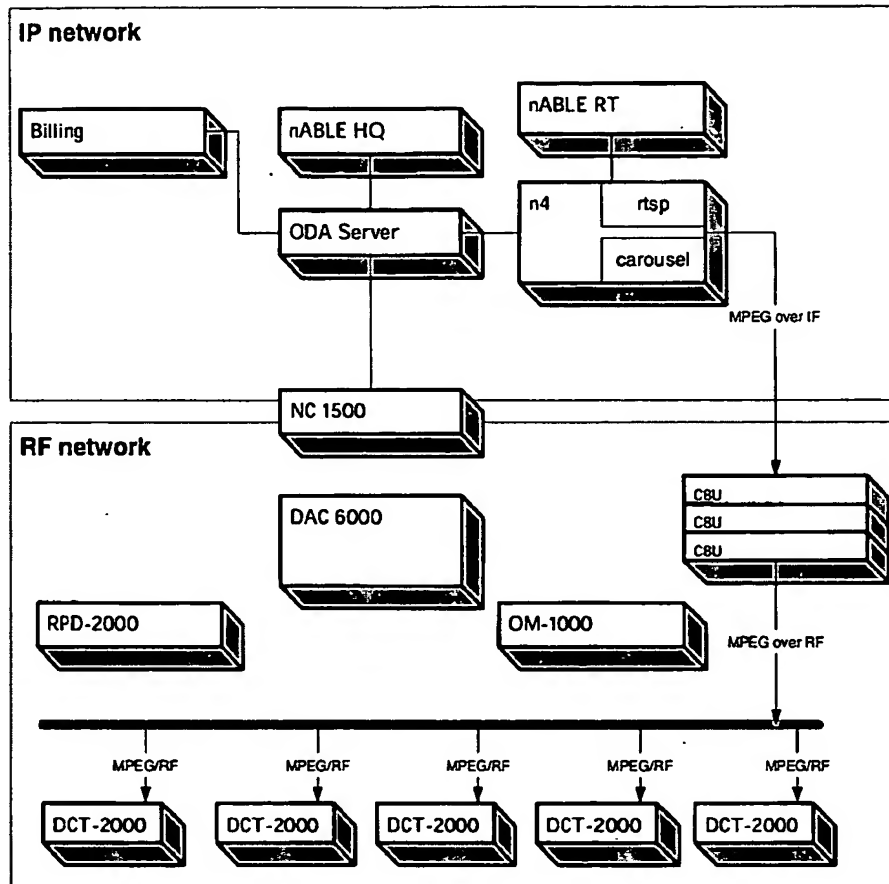 IP network
nABLE RT
Billing
nABLE HQ
n4
rtsp
ODA Server
carousel
MPEG over IF
NC 1500
RF network
C8U
DAC 6000
C8U
C8U
RPD-2000
OM-1000
MPEG over RF
MPEG/RF
MPEG/RF
MPEG/RF
MPEG/RF
MPEG/RF
DCT-2000
DCT-2000
DCT-2000
DCT-2000
DCT-2000